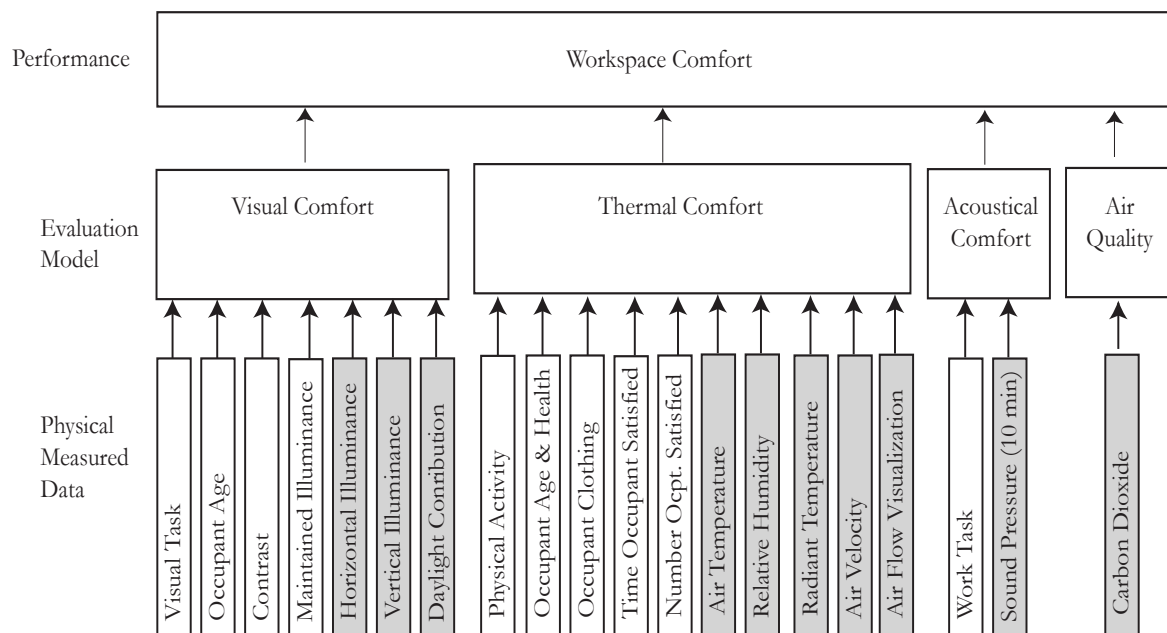 Performance
Workspace Comfort
Evaluation
Model
Visual Comfort
Thermal Comfort
Acoustical
Comfort
Air
Quality
Physical
Measured
Data
Visual Task
Occupant Age
Contrast
Maintained Illuminance
Horizontal Illuminance
Vertical Illuminance
Daylight Conribution
Physical Activity
Occupant Age & Health
Occupant Clothing
Time Occupant Satisfied
Number Ocpt. Satisfied
Air Temperature
Relative Humidity
Radiant Temperature
Air Velocity
Air Flow Visualization
Work Task
Sound Pressure (10 min)
Carbon Dioxide